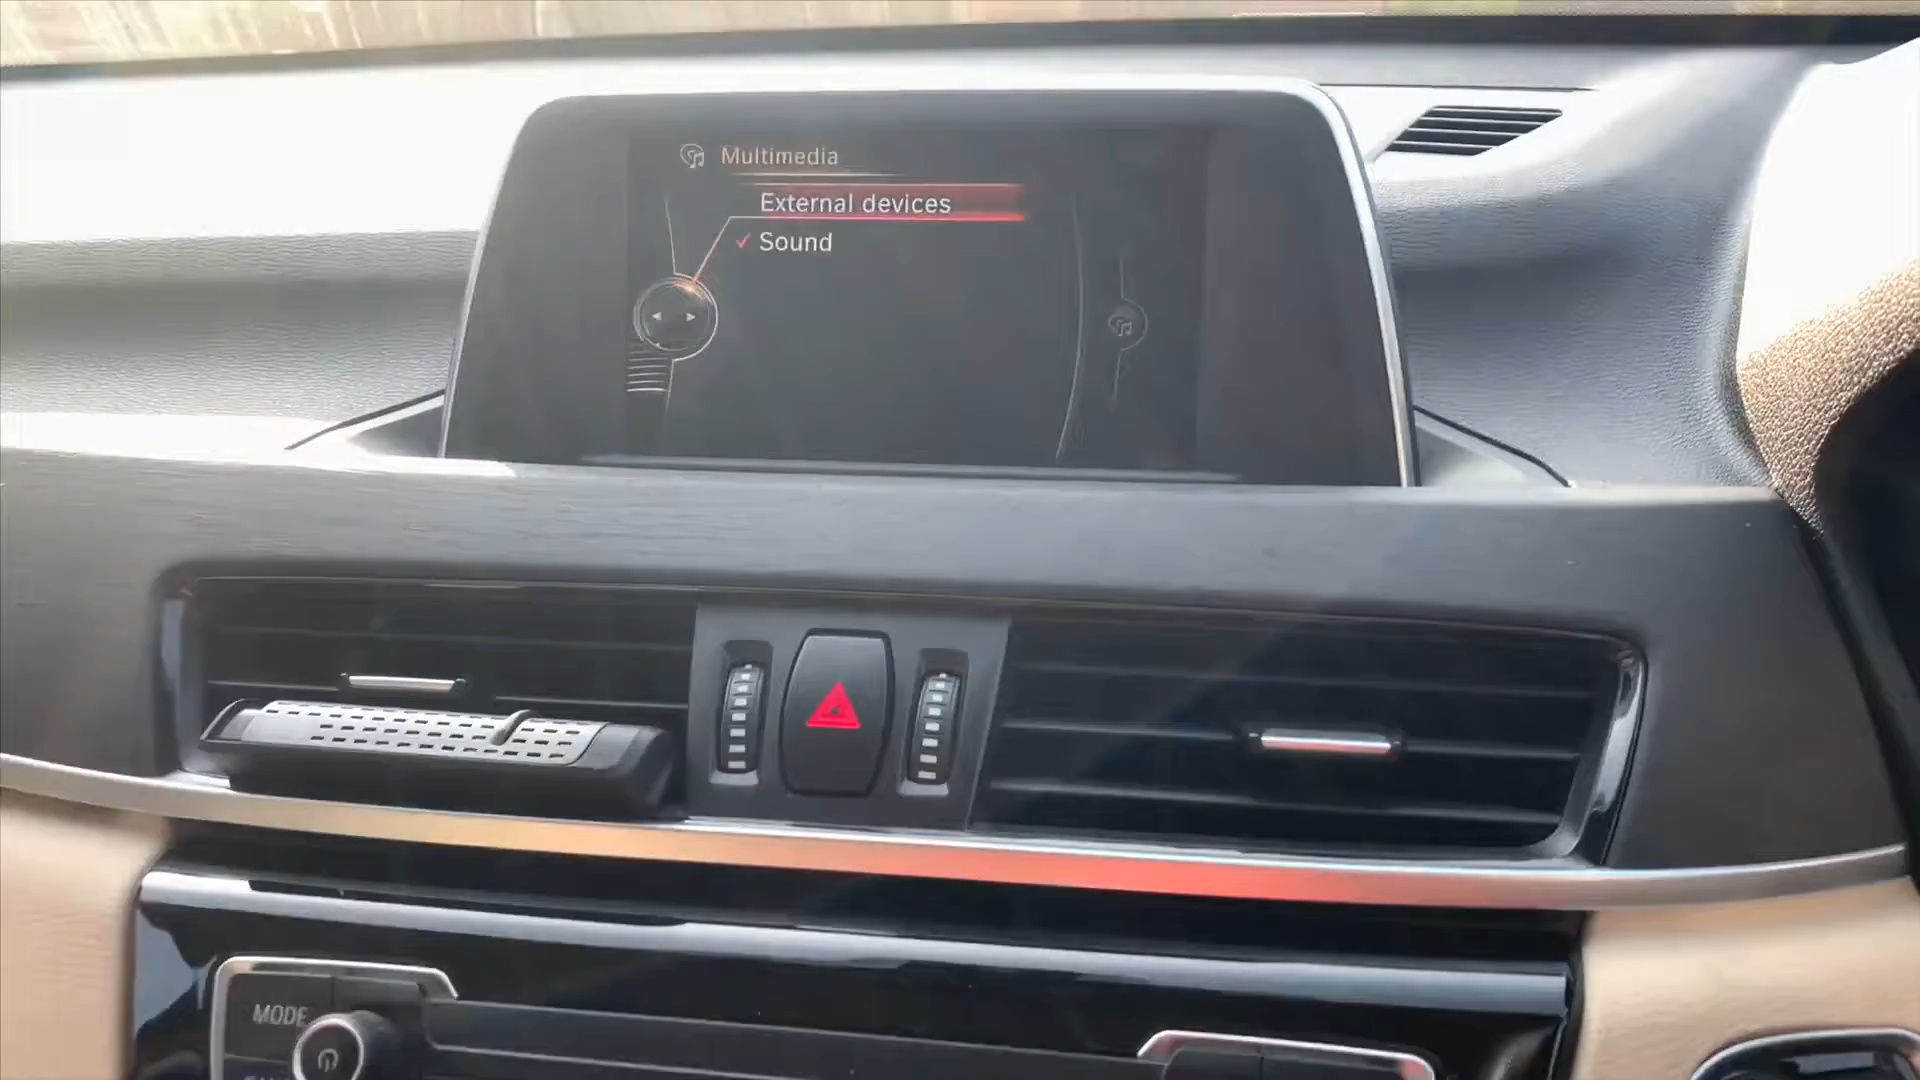 Multimedia
External devices
✓ Sound
MODE